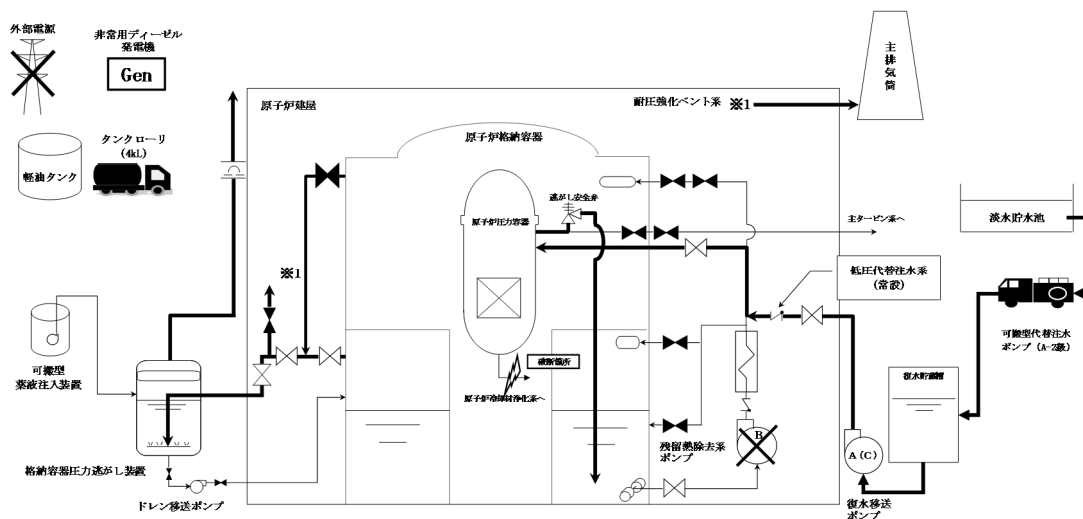 外部電源
非常用ディーゼル
発電機
Gen
タンクローリ
(4kL)
軽油タンク
原子炉建屋
耐圧強化ベント系 ※1
主排気筒
原子炉格納容器
逃がし安全弁
原子炉圧力容器
主タービン系へ
淡水貯水池
※1
低圧代替注水系
(常設)
可搬型代替注水
ポンプ (A-2級)
破断箇所
原子炉冷却材浄化系へ
復水貯蔵槽
可搬型
薬液注入装置
B
残留熱除去系
ポンプ
A(C)
格納容器圧力逃がし装置
ドレン移送ポンプ
復水移送
ポンプ